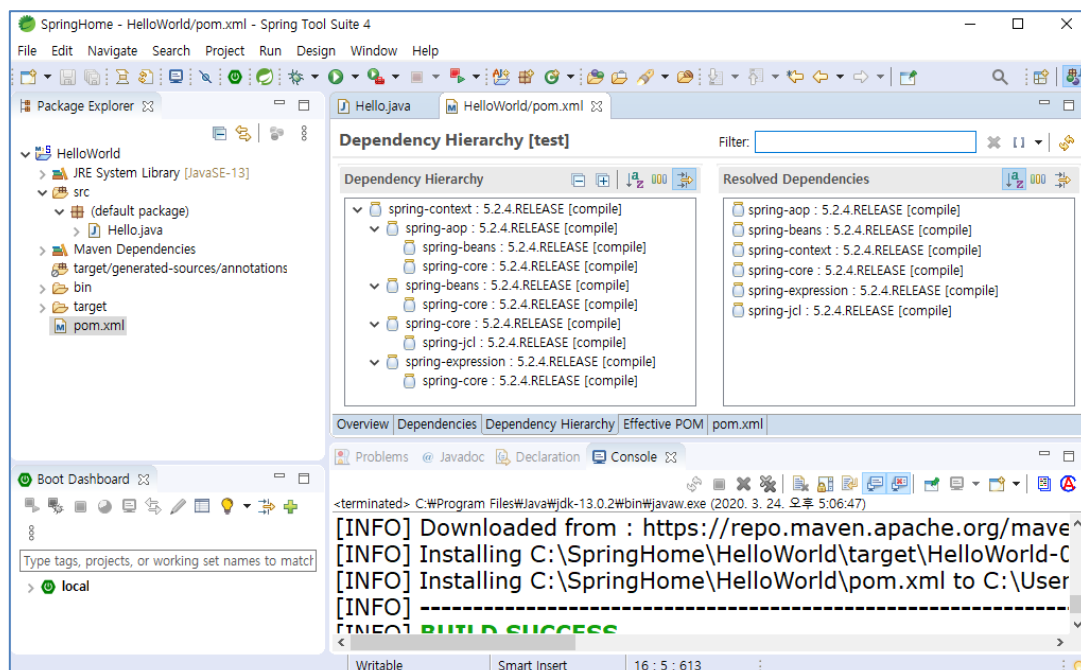 SpringHome - HelloWorld/pom.xml - Spring Tool Suite 4
File Edit Navigate Search Project Run Design Window Help
Package Explorer
HelloWorld
JRE System Library [JavaSE-13]
src
(default package)
Hello.java
Maven Dependencies
target/generated-sources/annotations
bin
target
pom.xml
Hello.java HelloWorld/pom.xml
Dependency Hierarchy [test] Filter:
Dependency Hierarchy
spring-context : 5.2.4.RELEASE [compile]
spring-aop : 5.2.4.RELEASE [compile]
spring-beans : 5.2.4.RELEASE [compile]
spring-core : 5.2.4.RELEASE [compile]
spring-beans : 5.2.4.RELEASE [compile]
spring-core : 5.2.4.RELEASE [compile]
spring-core : 5.2.4.RELEASE [compile]
spring-jcl : 5.2.4.RELEASE [compile]
spring-expression : 5.2.4.RELEASE [compile]
spring-core : 5.2.4.RELEASE [compile]
Resolved Dependencies
spring-aop : 5.2.4.RELEASE [compile]
spring-beans : 5.2.4.RELEASE [compile]
spring-context : 5.2.4.RELEASE [compile]
spring-core : 5.2.4.RELEASE [compile]
spring-expression : 5.2.4.RELEASE [compile]
spring-jcl : 5.2.4.RELEASE [compile]
Overview Dependencies Dependency Hierarchy Effective POM pom.xml
Boot Dashboard
Type tags, projects, or working set names to match
local
Problems @ Javadoc Declaration Console
<terminated> C:₩Program Files₩Java₩jdk-13.0.2₩bin₩javaw.exe (2020. 3. 24. 오후 5:06:47)
[INFO] Downloaded from : https://repo.maven.apache.org/mave
[INFO] Installing C:\SpringHome\HelloWorld\target\HelloWorld-0
[INFO] Installing C:\SpringHome\HelloWorld\pom.xml to C:\User
[INFO] ------------------------------------------------------------------------
[INFO] BUILD SUCCESS
Writable Smart Insert 16 : 5 : 613